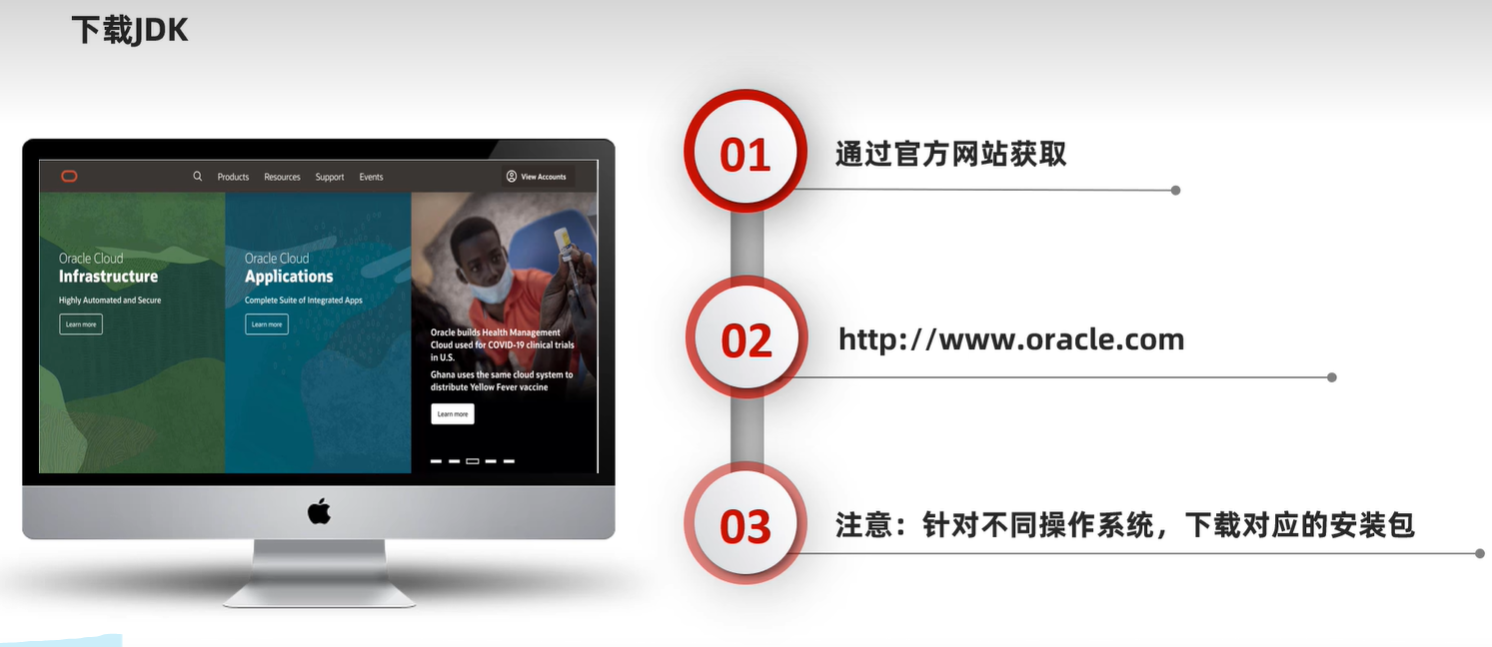 下载JDK
Products Resources Support Events View Accounts
Oracle Cloud
Infrastructure
Highly Automated and Secure
Learn more
Oracle Cloud
Applications
Complete Suite of Integrated Apps
Learn more
Oracle builds Health Management
Cloud used for COVID-19 clinical trials
in U.S.
Ghana uses the same cloud system to
distribute Yellow Fever vaccine
Learn more
01
通过官方网站获取
02
http://www.oracle.com
03
注意：针对不同操作系统，下载对应的安装包